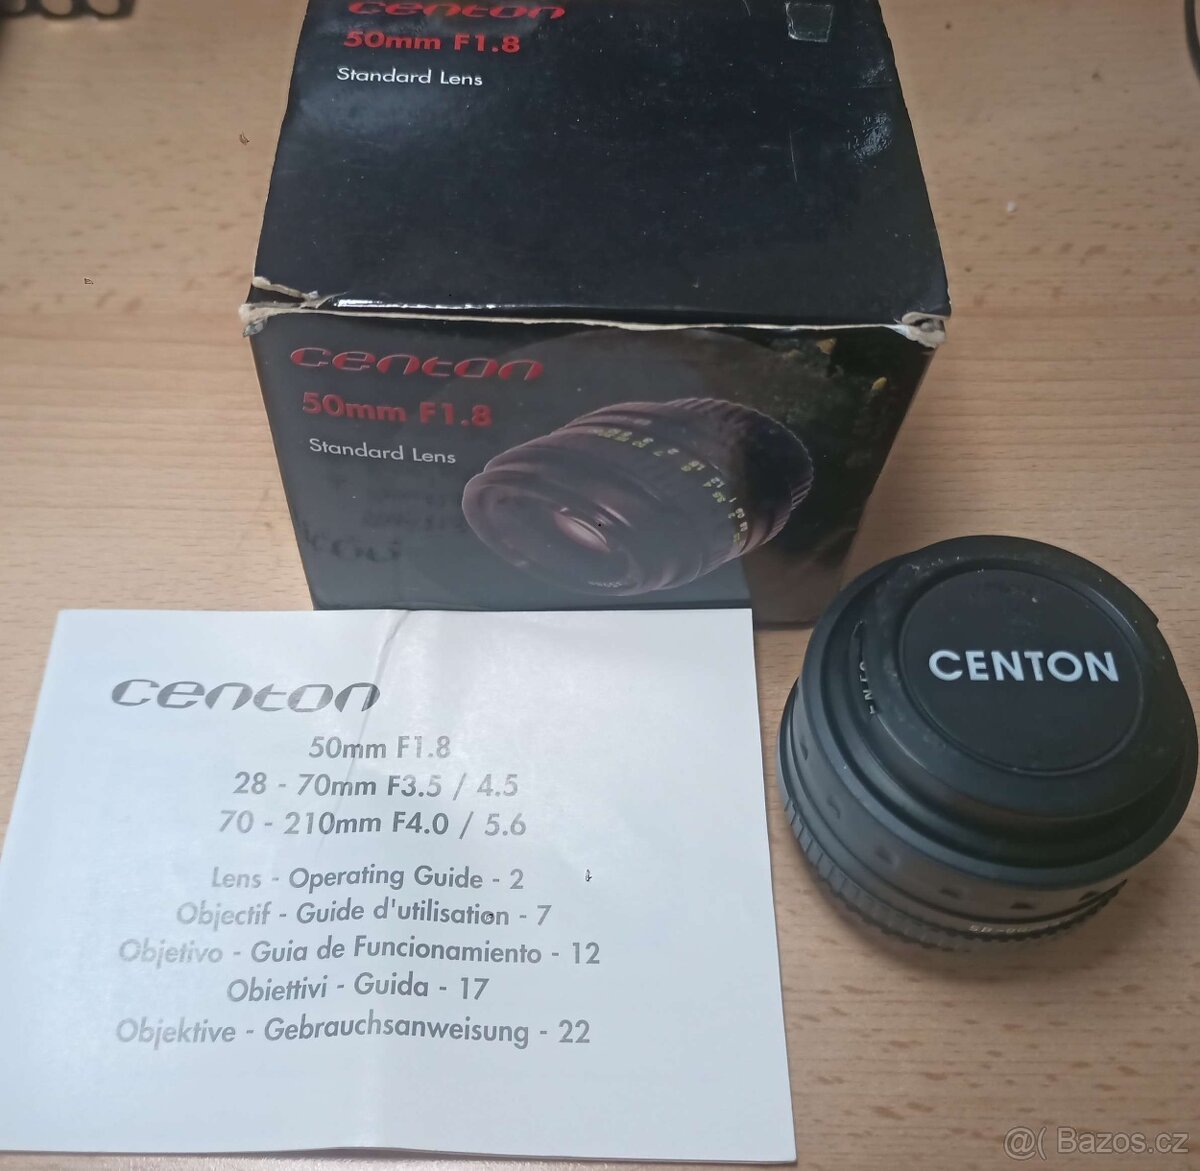 centon
50mm F1.8
Standard Lens
centon
50mm F1.8
Standard Lens
CENTON
centon
50mm F1.8
28 - 70mm F3.5 / 4.5
70 - 210mm F4.0 / 5.6
Lens - Operating Guide - 2
Objectif - Guide d'utilisation - 7
Objetivo - Guia de Funcionamiento - 12
Obiettivi - Guida - 17
Objektive - Gebrauchsanweisung - 22
@( Bazos.cz